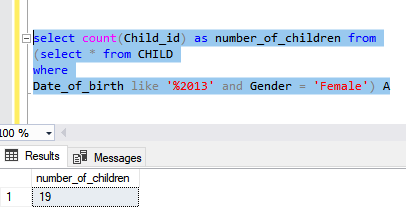 select count(Child_id) as number_of_children from
(select * from CHILD
where
Date_of_birth like '%2013' and Gender = 'Female') A
100 %
Results Messages
number_of_children
1 19